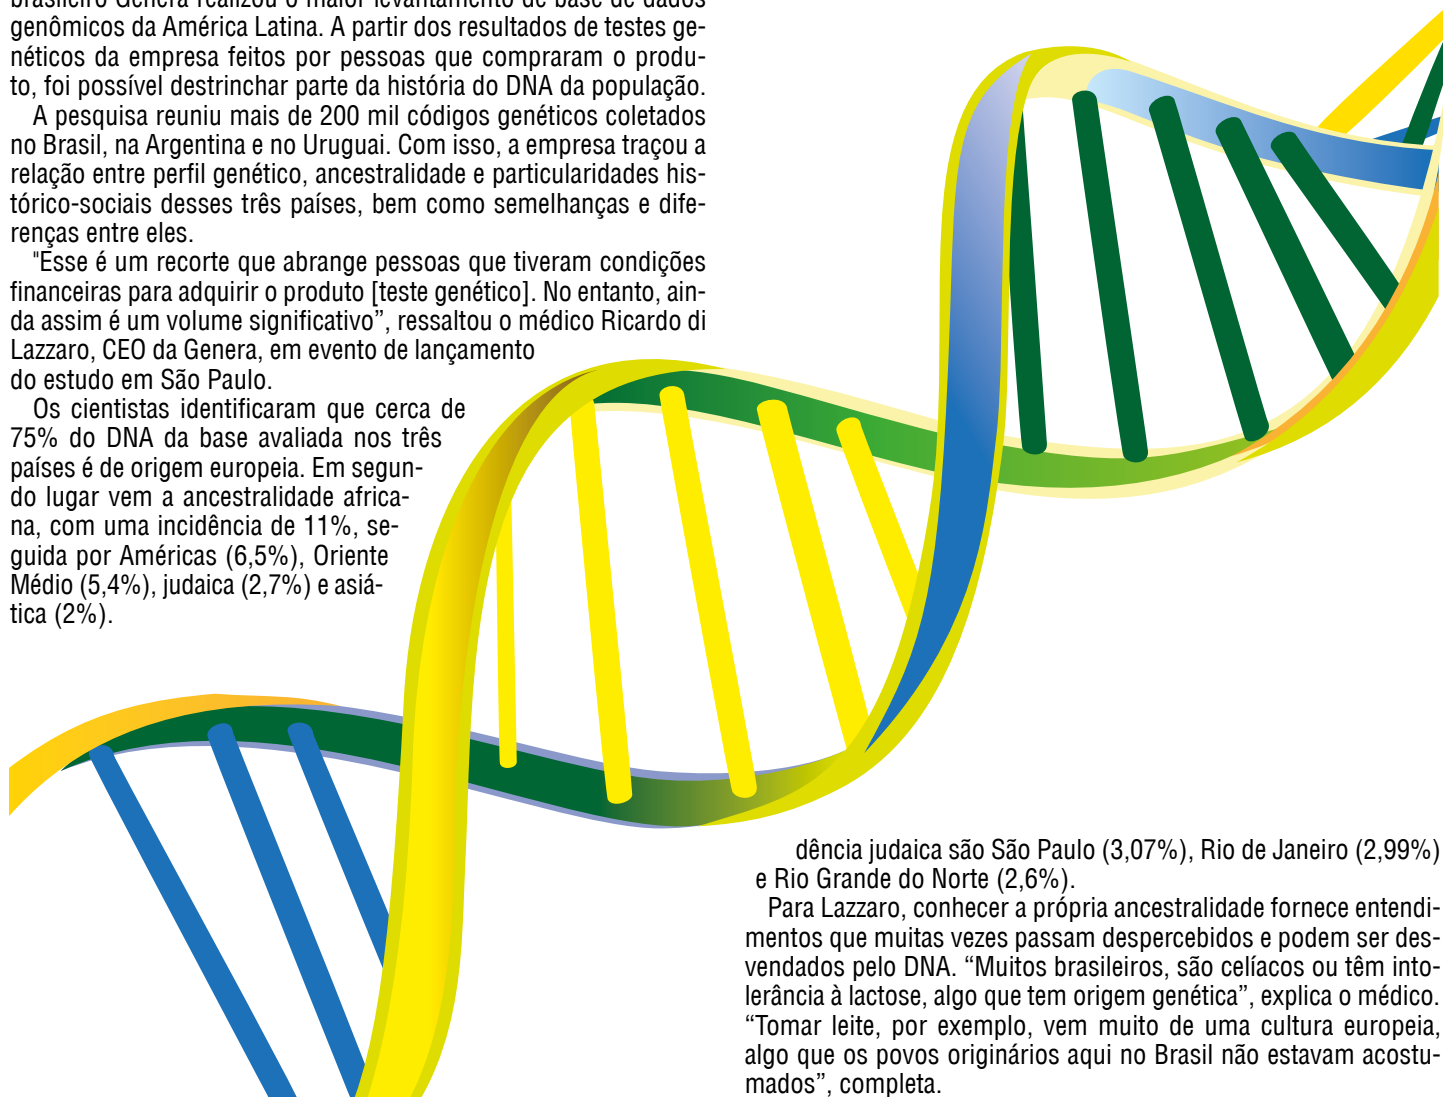 brasileiro Genera realizou o maior levantamento de base de dados
genômicos da América Latina. A partir dos resultados de testes ge-
néticos da empresa feitos por pessoas que compraram o produ-
to, foi possível destrinchar parte da história do DNA da população.
A pesquisa reuniu mais de 200 mil códigos genéticos coletados
no Brasil, na Argentina e no Uruguai. Com isso, a empresa traçou a
relação entre perfil genético, ancestralidade e particularidades his-
tórico-sociais desses três países, bem como semelhanças e dife-
renças entre eles.
"Esse é um recorte que abrange pessoas que tiveram condições
financeiras para adquirir o produto [teste genético]. No entanto, ain-
da assim é um volume significativo”, ressaltou o médico Ricardo di
Lazzaro, CEO da Genera, em evento de lançamento
do estudo em São Paulo.
Os cientistas identificaram que cerca de
75% do DNA da base avaliada nos três
países é de origem europeia. Em segun-
do lugar vem a ancestralidade africa-
na, com uma incidência de 11%, se-
guida por Américas (6,5%), Oriente
Médio (5,4%), judaica (2,7%) e asiá-
tica (2%).
dência judaica são São Paulo (3,07%), Rio de Janeiro (2,99%)
e Rio Grande do Norte (2,6%).
Para Lazzaro, conhecer a própria ancestralidade fornece entendi-
mentos que muitas vezes passam despercebidos e podem ser des-
vendados pelo DNA. “Muitos brasileiros, são celíacos ou têm into-
lerância à lactose, algo que tem origem genética”, explica o médico.
“Tomar leite, por exemplo, vem muito de uma cultura europeia,
algo que os povos originários aqui no Brasil não estavam acostu-
mados”, completa.